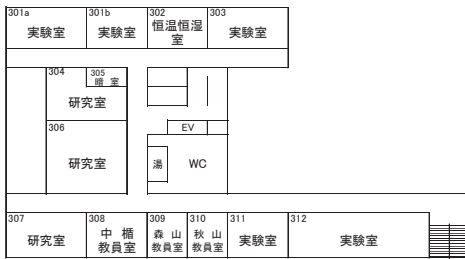 301a
実験室
301b
実験室
302
恒温恒湿
室
303
実験室
304
研究室
305
暗 室
306
研究室
EV
湯
WC
307
研究室
308
中 楯
教員室
309
森 山
教員室
310
秋 山
教員室
311
実験室
312
実験室